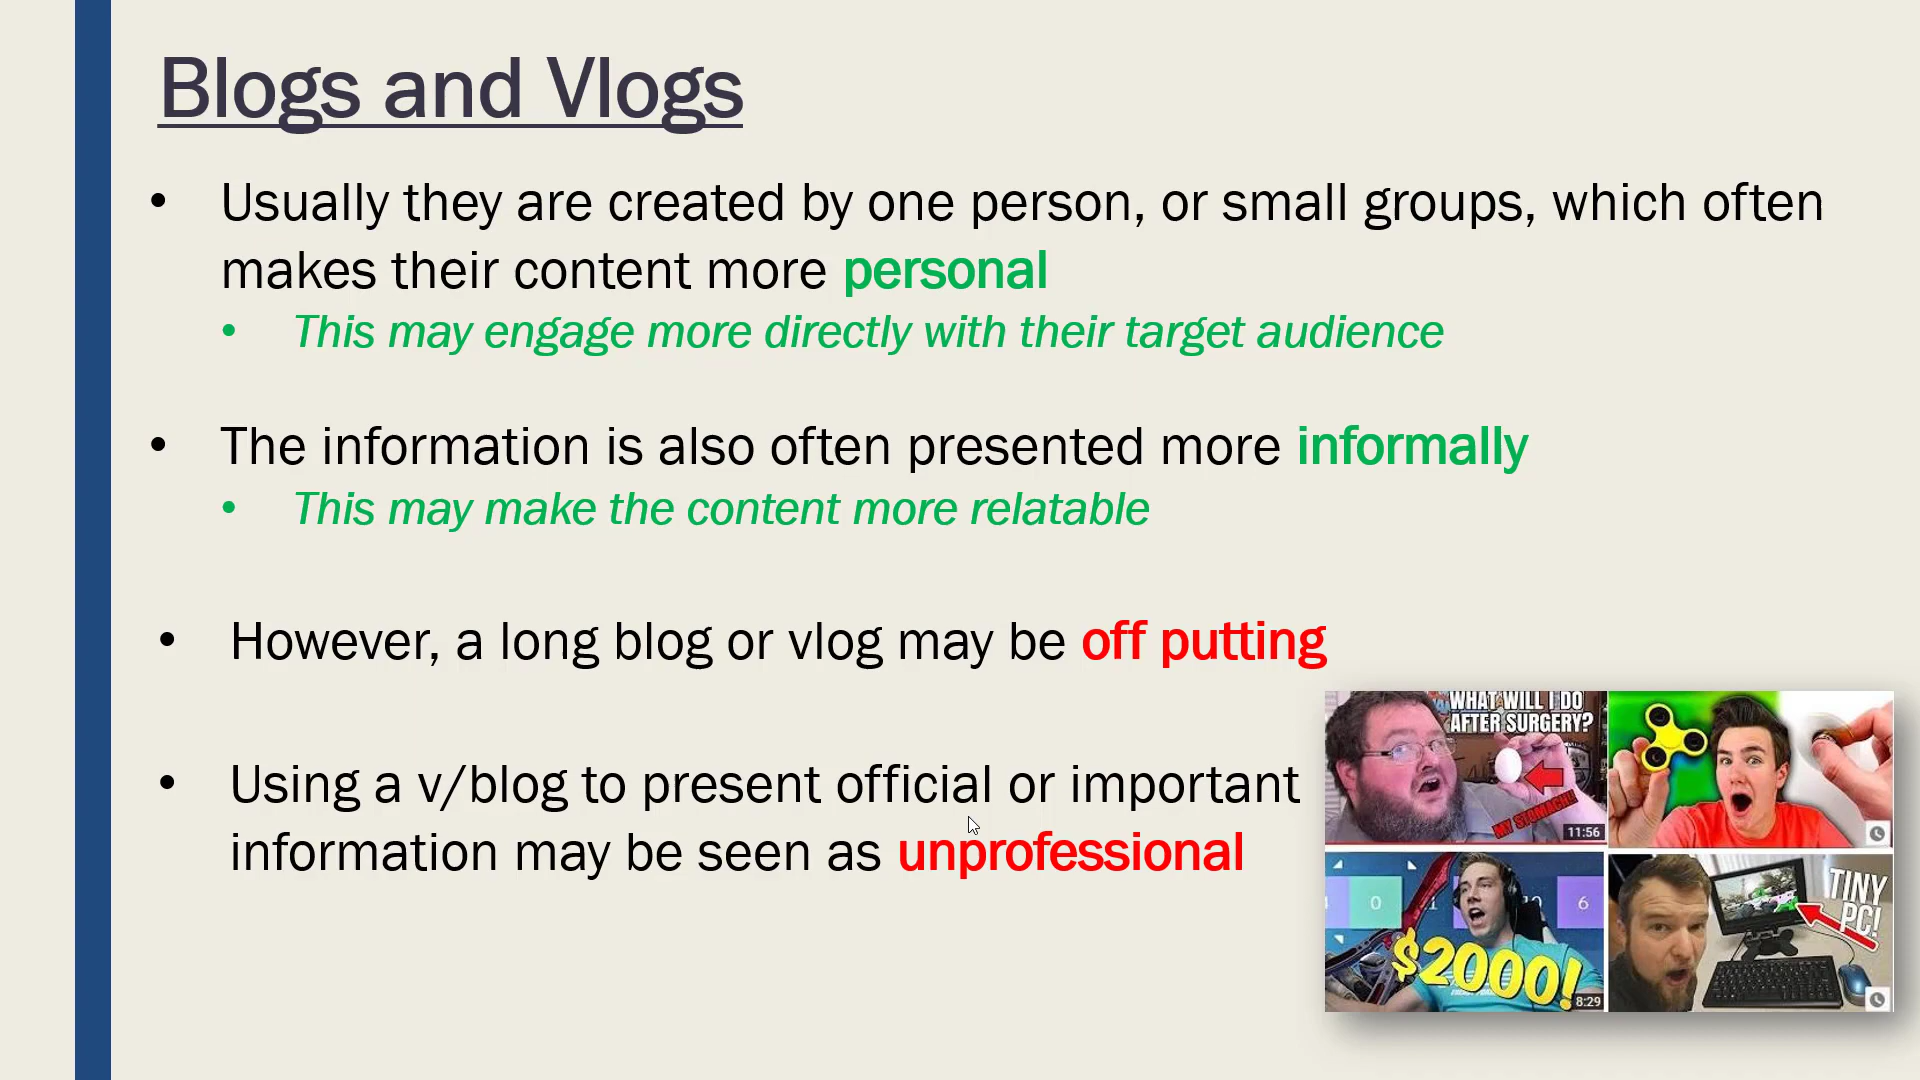 Blogs and Vlogs
• Usually they are created by one person, or small groups, which often
makes their content more personal
• This may engage more directly with their target audience
• The information is also often presented more informally
• This may make the content more relatable
• However, a long blog or vlog may be off putting
• Using a v/blog to present official or important
information may be seen as unprofessional
WHAT WILL I DO
AFTER SURGERY?
MY STOMACH!
11:56
0
6
$2000!
8:29
TINY
PC!